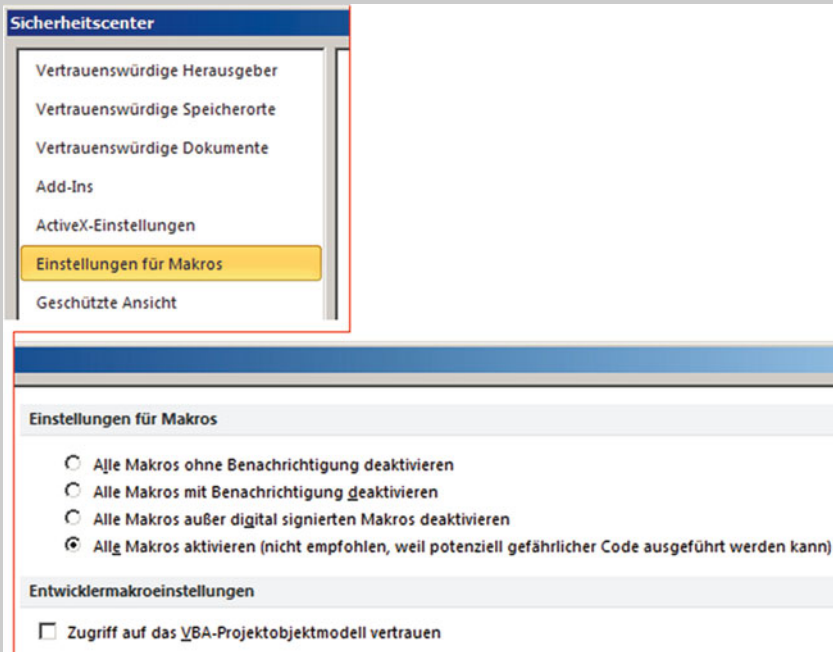 Sicherheitscenter
Vertrauenswürdige Herausgeber
Vertrauenswürdige Speicherorte
Vertrauenswürdige Dokumente
Add-Ins
ActiveX-Einstellungen
Einstellungen für Makros
Geschützte Ansicht
Einstellungen für Makros
Alle Makros ohne Benachrichtigung deaktivieren
Alle Makros mit Benachrichtigung deaktivieren
Alle Makros außer digital signierten Makros deaktivieren
Alle Makros aktivieren (nicht empfohlen, weil potenziell gefährlicher Code ausgeführt werden kann)
Entwicklermakroeinstellungen
Zugriff auf das VBA-Projektobjektmodell vertrauen